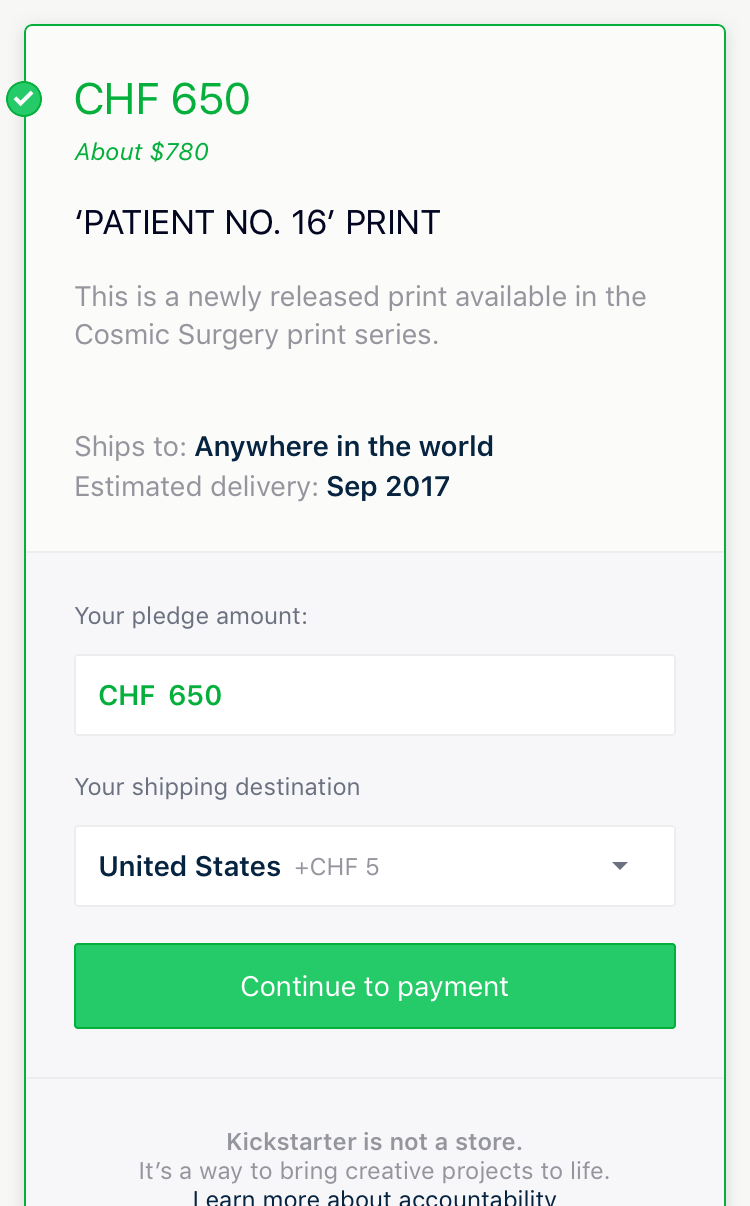 CHF 650
About $780
‘PATIENT NO. 16’ PRINT
This is a newly released print available in the
Cosmic Surgery print series.
Ships to: Anywhere in the world
Estimated delivery: Sep 2017
Your pledge amount:
CHF 650
Your shipping destination
United States +CHF 5
Continue to payment
Kickstarter is not a store.
It’s a way to bring creative projects to life.
Learn more about accountability